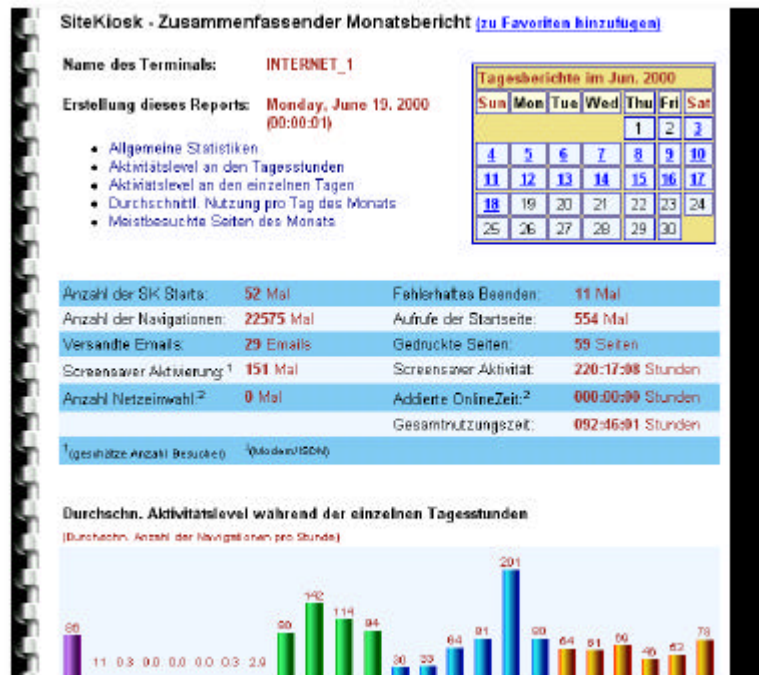 SiteKiosk - Zusammenfassender Monatsbericht (zu Favoriten hinzufügen)
Name des Terminals: INTERNET_1
Erstellung dieses Reports: Monday, June 19. 2000
(00:00:01)
Allgemeine Statistiken
Aktivitätslevel an den Tagesstunden
Aktiviätslevel an den einzelnen Tagen
Durchschnittl. Nutzung pro Tag des Monats
Meistbesuchte Seiten des Monats
Tagesberichte im Jun. 2000
Sun Mon Tue Wed Thu Fri Sat
1 2 3
4 5 6 7 8 9 10
11 12 13 14 15 16 17
18 19 20 21 22 23 24
25 26 27 28 29 30
Anzahl der SK Starts: 52 Mal Fehlerhaftes Beenden: 11 Mal
Anzahl der Navigationen: 22575 Mal Aufrufe der Startseite: 554 Mal
Versandte Emails: 29 Emails Gedruckte Seiten: 59 Seiten
Screensaver Aktivierung:¹ 151 Mal Screensaver Aktivität: 220:17:08 Stunden
Anzahl Netzeinwahl:² 0 Mal Addierte OnlineZeit:² 000:00:00 Stunden
Gesamtnutzungszeit: 092:46:01 Stunden
(geschätze Anzahl Besucher) (Modem/ISDN)
Durchschn. Aktivitätslevel während der einzelnen Tagesstunden
(Durchschn. Anzahl der Navigationen pro Stunde)
11 0.3 0.0 0.0 0.0 0.3 2.9 90 142 114 94 33 84 91 201 90 64 61 46 78